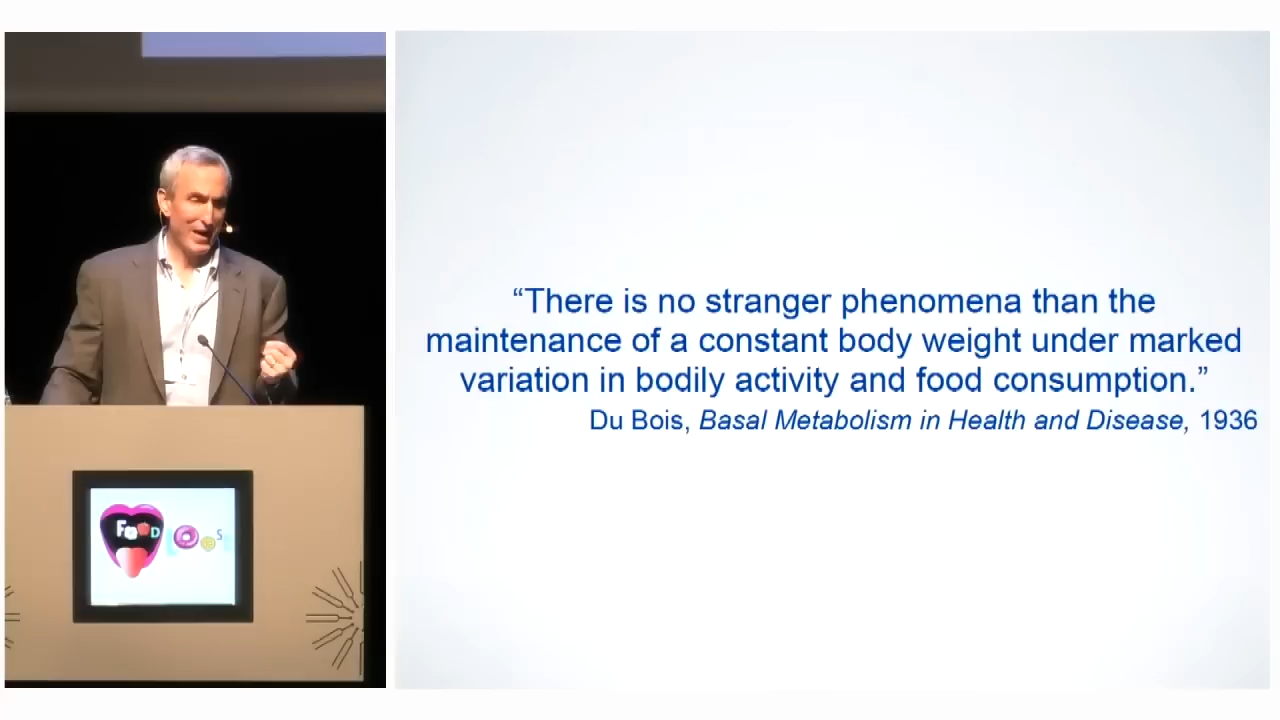 “There is no stranger phenomena than the
maintenance of a constant body weight under marked
variation in bodily activity and food consumption.”
Du Bois, Basal Metabolism in Health and Disease, 1936
FOOD